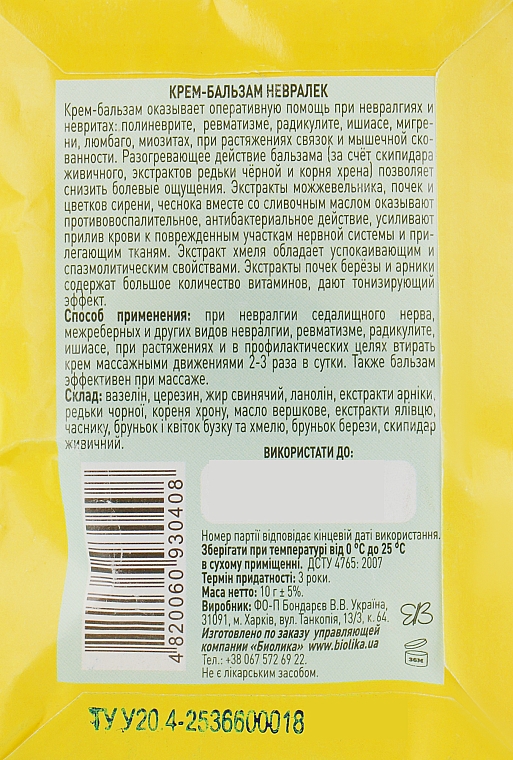 КРЕМ-БАЛЬЗАМ НЕВРАЛЕК
Крем-бальзам оказывает оперативную помощь при невралгиях и
невритах: полиневрите, ревматизме, радикулите, ишиасе, мигре-
ни, люмбаго, миозитах, при растяжениях связок и мышечной ско-
ванности. Разогревающее действие бальзама (за счёт скипидара
живичного, экстрактов редьки чёрной и корня хрена) позволяет
снизить болевые ощущения. Экстракты можжевельника, почек и
цветков сирени, чеснока вместе со сливочным маслом оказывают
противовоспалительное, антибактериальное действие, усиливают
прилив крови к поврежденным участкам нервной системы и при-
легающим тканям. Экстракт хмеля обладает успокаивающим и
спазмолитическим свойствами. Экстракты почек берёзы и арники
содержат большое количество витаминов, дают тонизирующий
эффект.
Способ применения: при невралгии седалищного нерва,
межреберных и других видов невралгии, ревматизме, радикулите,
ишиасе, при растяжениях и в профилактических целях втирать
крем массажными движениями 2-3 раза в сутки. Также бальзам
эффективен при массаже.
Склад: вазелін, церезин, жир свинячий, ланолін, екстракти арніки,
редьки чорної, кореня хрону, масло вершкове, екстракти ялівцю,
часнику, бруньок і квіток бузку та хмелю, бруньок берези, скипидар
живичний.
ВИКОРИСТАТИ ДО:
Номер партії відповідає кінцевій даті використання.
Зберігати при температурі від 0 °С до 25 °С
в сухому приміщенні. ДСТУ 4765: 2007
Термін придатності: 3 роки.
Маса нетто: 10 г ± 5%.
Виробник: ФО-П Бондарєв В.В. Україна,
31091, м. Харків, вул. Танкопія, 13/3, к. 64.
Изготовлено по заказу управляющей
компании «Биолика» www.biolika.ua
Тел.: +38 067 572 69 22.
Не є лікарським засобом.
36М
4 820060 930408
ТУ У20.4-2536600018